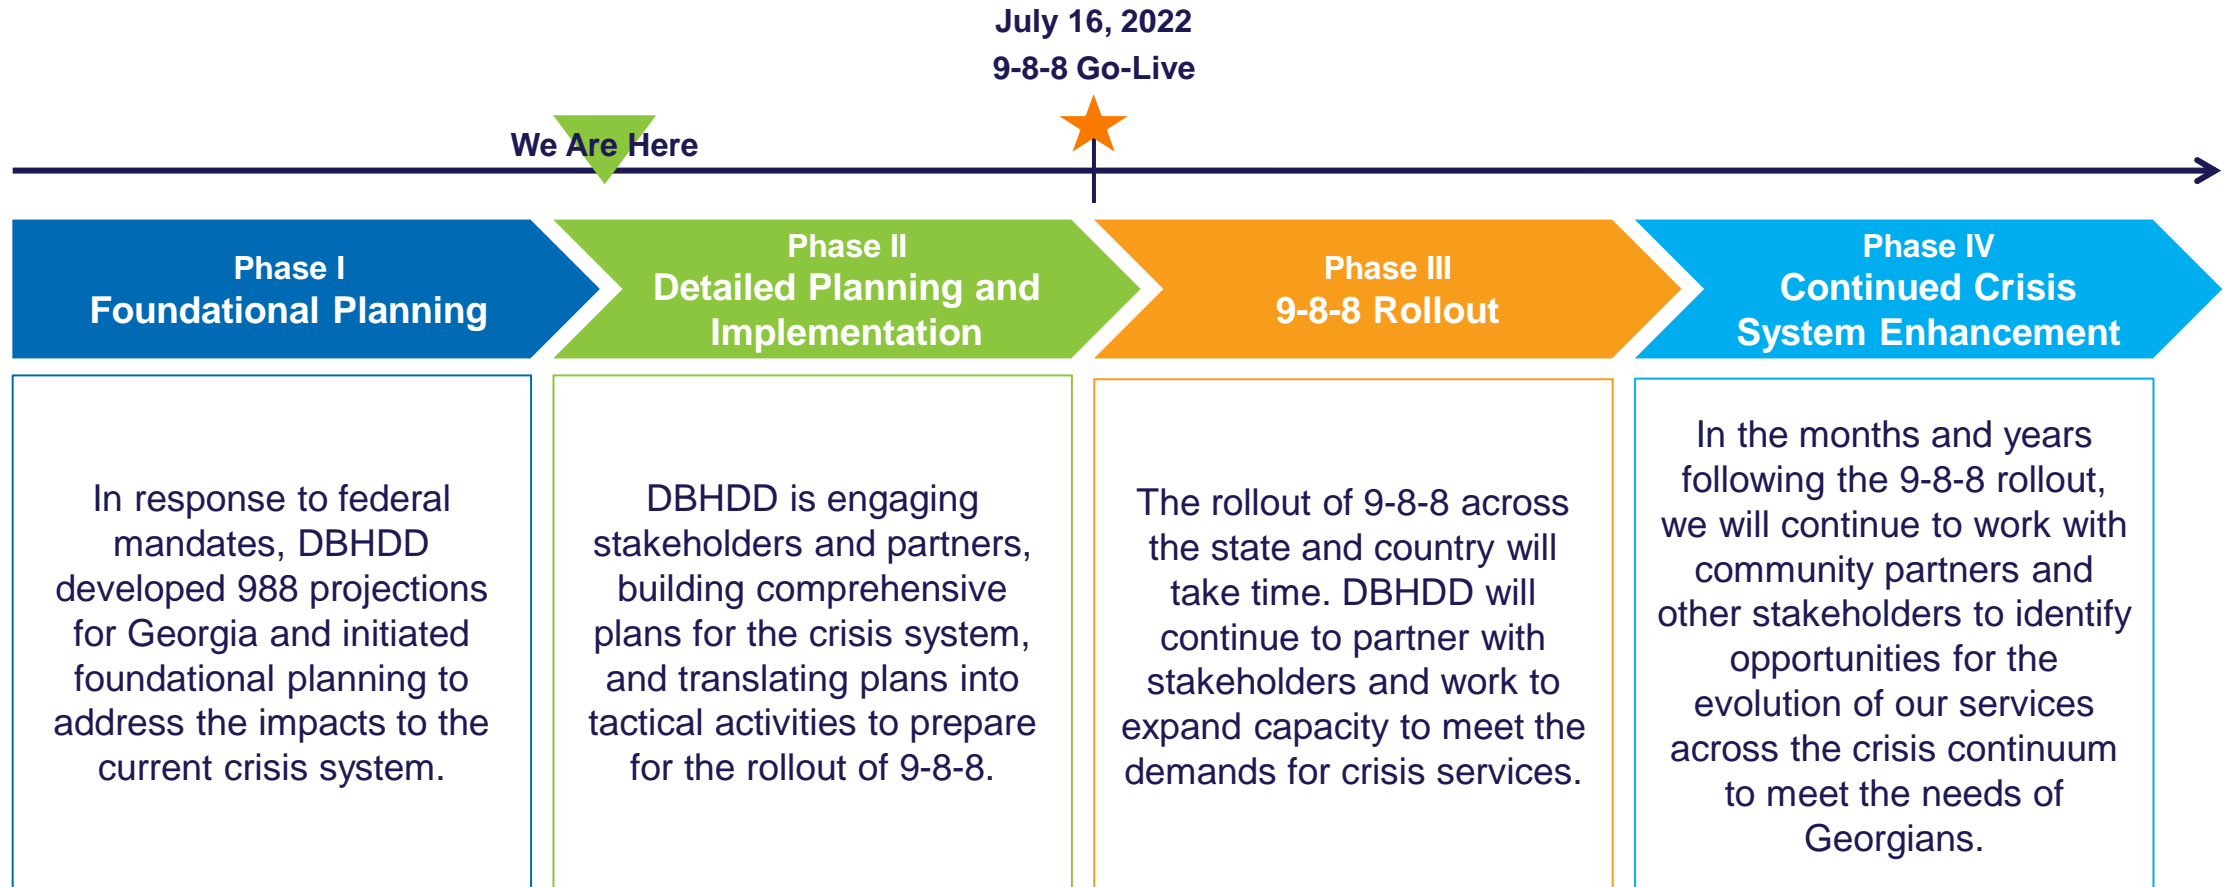 July 16, 2022
9-8-8 Go-Live
We Are Here
Phase I
Foundational Planning
Phase II
Detailed Planning and
Implementation
Phase III
9-8-8 Rollout
Phase IV
Continued Crisis
System Enhancement
In response to federal
mandates, DBHDD
developed 988 projections
for Georgia and initiated
foundational planning to
address the impacts to the
current crisis system.
DBHDD is engaging
stakeholders and partners,
building comprehensive
plans for the crisis system,
and translating plans into
tactical activities to prepare
for the rollout of 9-8-8.
The rollout of 9-8-8 across
the state and country will
take time. DBHDD will
continue to partner with
stakeholders and work to
expand capacity to meet the
demands for crisis services.
In the months and years
following the 9-8-8 rollout,
we will continue to work with
community partners and
other stakeholders to identify
opportunities for the
evolution of our services
across the crisis continuum
to meet the needs of
Georgians.